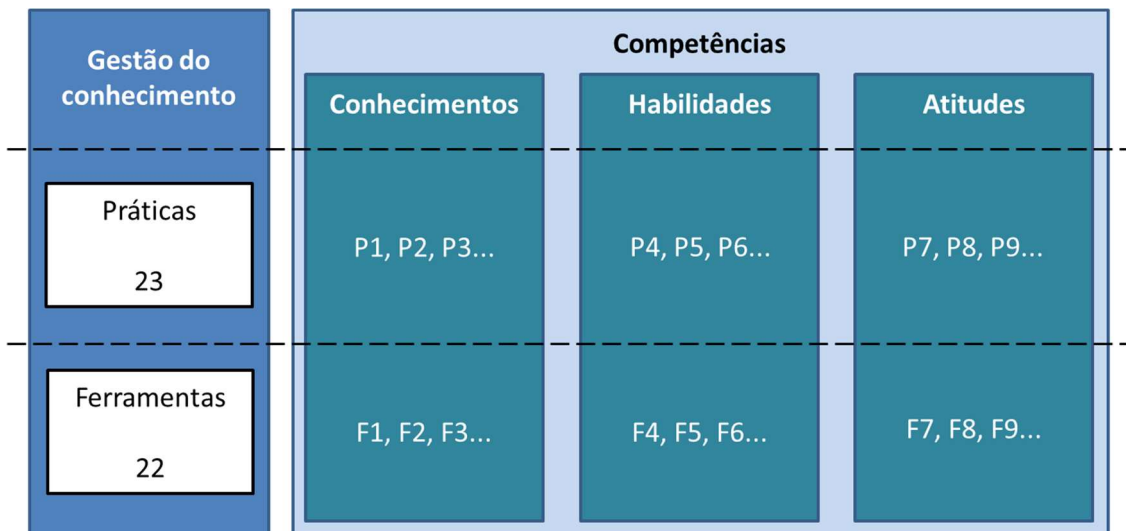 Gestão do
conhecimento
Competências
Conhecimentos
Habilidades
Atitudes
Práticas
23
P1, P2, P3...
P4, P5, P6...
P7, P8, P9...
Ferramentas
22
F1, F2, F3...
F4, F5, F6...
F7, F8, F9...